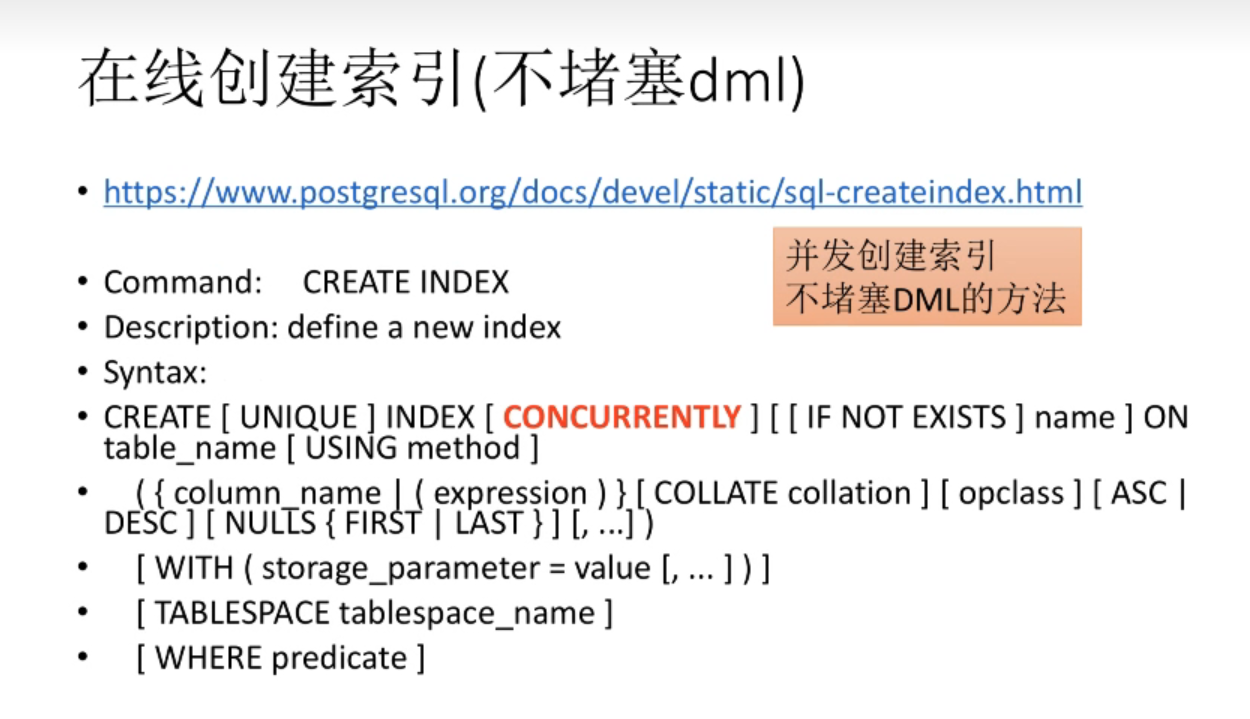 在线创建索引(不堵塞dml)
• https://www.postgresql.org/docs/devel/static/sql-createindex.html
并发创建索引
不堵塞DML的方法
• Command: CREATE INDEX
• Description: define a new index
• Syntax:
• CREATE [ UNIQUE ] INDEX [ CONCURRENTLY ] [ [ IF NOT EXISTS ] name ] ON
table_name [ USING method ]
• ( { column_name | ( expression ) } [ COLLATE collation ] [ opclass ] [ ASC |
DESC ] [ NULLS { FIRST | LAST } ] [, ...] )
• [ WITH ( storage_parameter = value [, ... ] ) ]
• [ TABLESPACE tablespace_name ]
• [ WHERE predicate ]